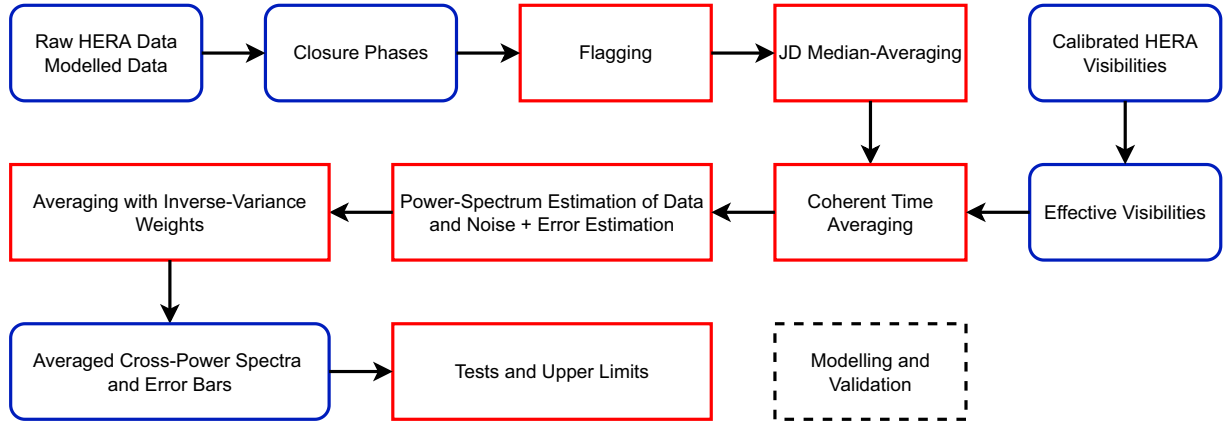 Raw HERA Data
Modelled Data
Closure Phases
Flagging
JD Median-Averaging
Calibrated HERA
Visibilities
Averaging with Inverse-Variance
Weights
Power-Spectrum Estimation of Data
and Noise + Error Estimation
Coherent Time
Averaging
Effective Visibilities
Averaged Cross-Power Spectra
and Error Bars
Tests and Upper Limits
Modelling and
Validation